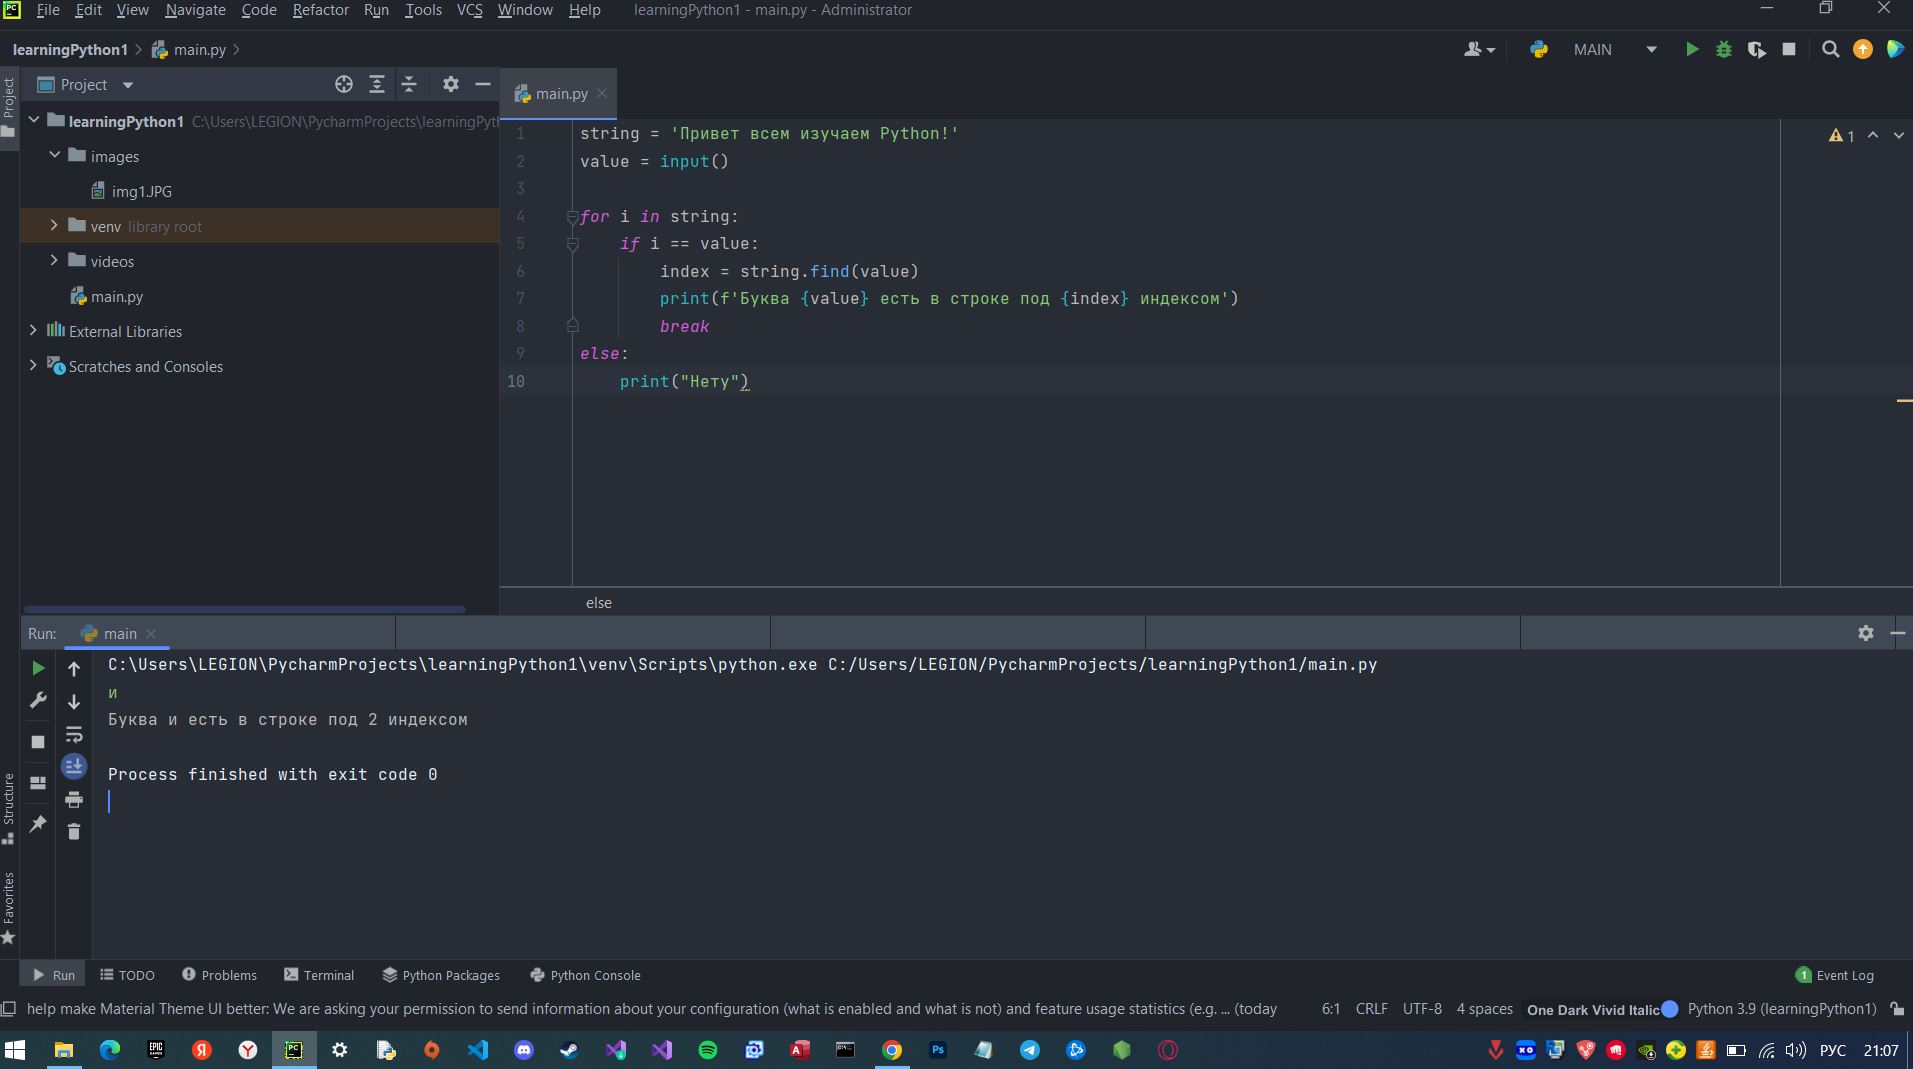 File Edit View Navigate Code Refactor Run Tools VCS Window Help learningPython1 - main.py - Administrator
learningPython1 main.py MAIN
Project
main.py
learningPython1 C:\Users\LEGION\PycharmProjects\learningPyt
images
img1.JPG
venv library root
videos
main.py
External Libraries
Scratches and Consoles
1 string = 'Привет всем изучаем Python!'
2 value = input()
3
4 for i in string:
5 if i == value:
6 index = string.find(value)
7 print(f'Буква {value} есть в строке под {index} индексом')
8 break
9 else:
10 print("Нету")
1
else
Project
Structure
Favorites
Run: main
C:\Users\LEGION\PycharmProjects\learningPython1\venv\Scripts\python.exe C:/Users/LEGION/PycharmProjects/learningPython1/main.py
и
Буква и есть в строке под 2 индексом
Process finished with exit code 0
Run TODO Problems Terminal Python Packages Python Console 1 Event Log
help make Material Theme UI better: We are asking your permission to send information about your configuration (what is enabled and what is not) and feature usage statistics (e.g. ... (today 6:1 CRLF UTF-8 4 spaces One Dark Vivid Italic Python 3.9 (learningPython1)
РУС 21:07